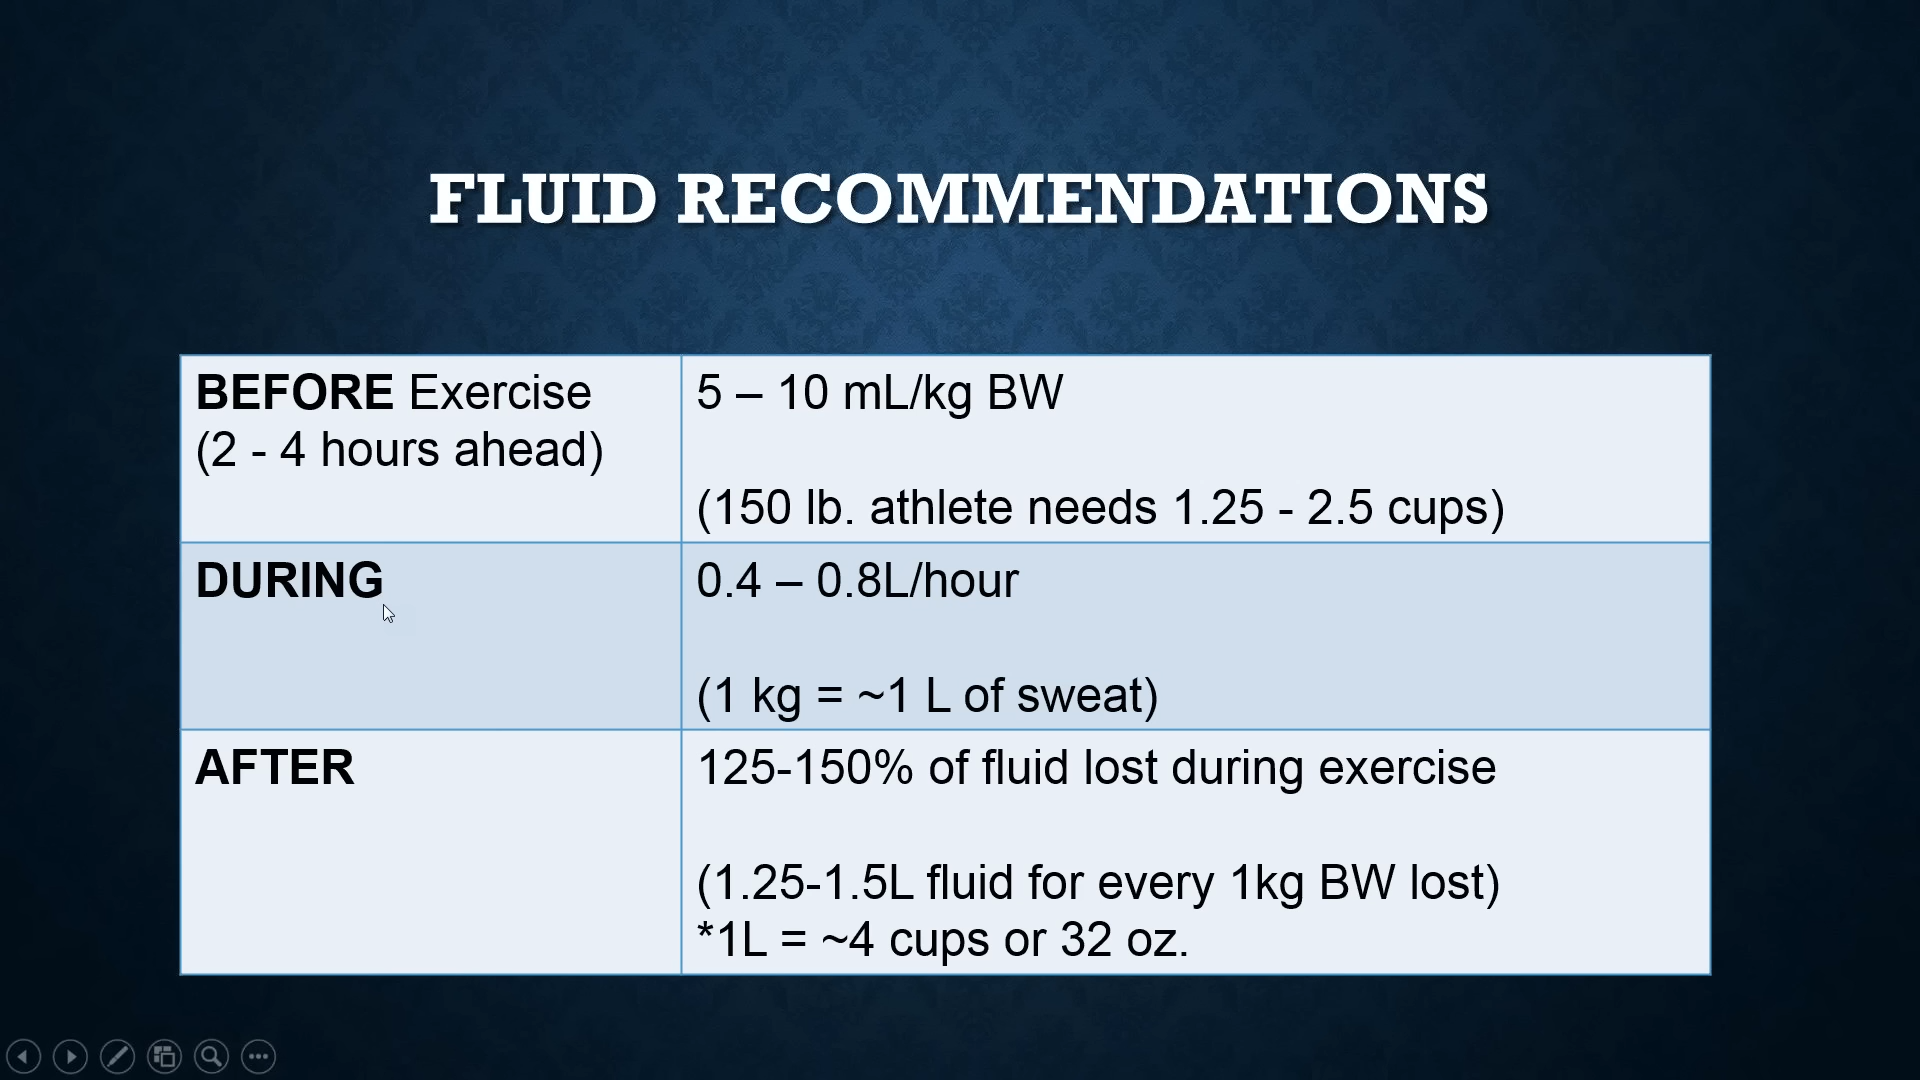 FLUID RECOMMENDATIONS
BEFORE Exercise
(2 - 4 hours ahead)
5 – 10 mL/kg BW
(150 lb. athlete needs 1.25 - 2.5 cups)
DURING
0.4 – 0.8L/hour
(1 kg = ~1 L of sweat)
AFTER
125-150% of fluid lost during exercise
(1.25-1.5L fluid for every 1kg BW lost)
*1L = ~4 cups or 32 oz.